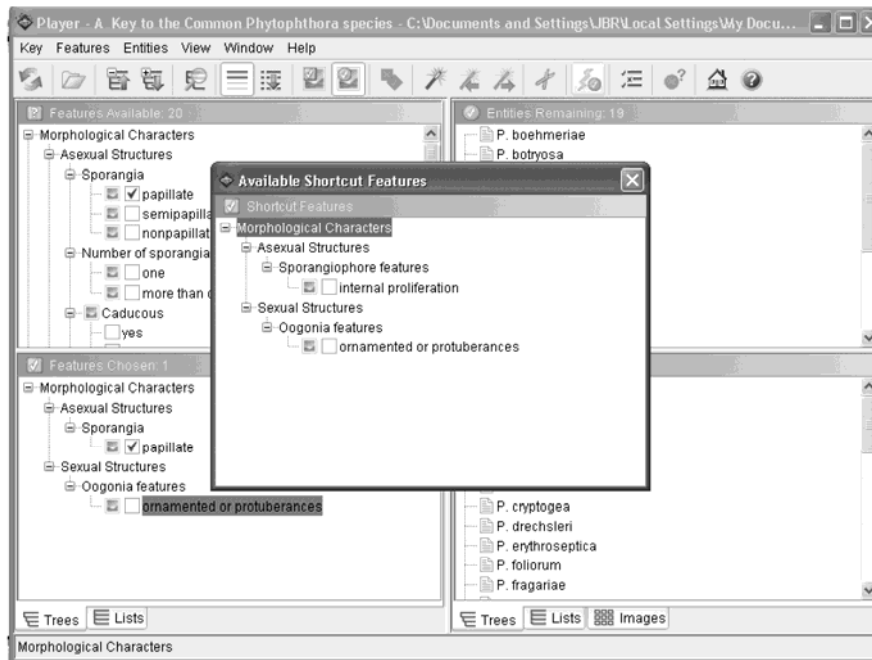 Player - A Key to the Common Phytophthora species - C:\Documents and Settings\JBR\Local Settings\My Docu...
Key Features Entities View Window Help
Features Available: 20
Morphological Characters
Asexual Structures
Sporangia
papillate
semipapilla
nonpapillat
Number of sporangia
one
more than
Caducous
yes
Entities Remaining: 19
P. boehmeriae
P. botryosa
Available Shortcut Features
Shortcut Features
Morphological Characters
Asexual Structures
Sporangiophore features
internal proliferation
Sexual Structures
Oogonia features
ornamented or protuberances
Features Chosen: 1
Morphological Characters
Asexual Structures
Sporangia
papillate
Sexual Structures
Oogonia features
ornamented or protuberances
P. cryptogea
P. drechsleri
P. erythroseptica
P. foliorum
P. fragariae
Trees Lists
Trees Lists Images
Morphological Characters